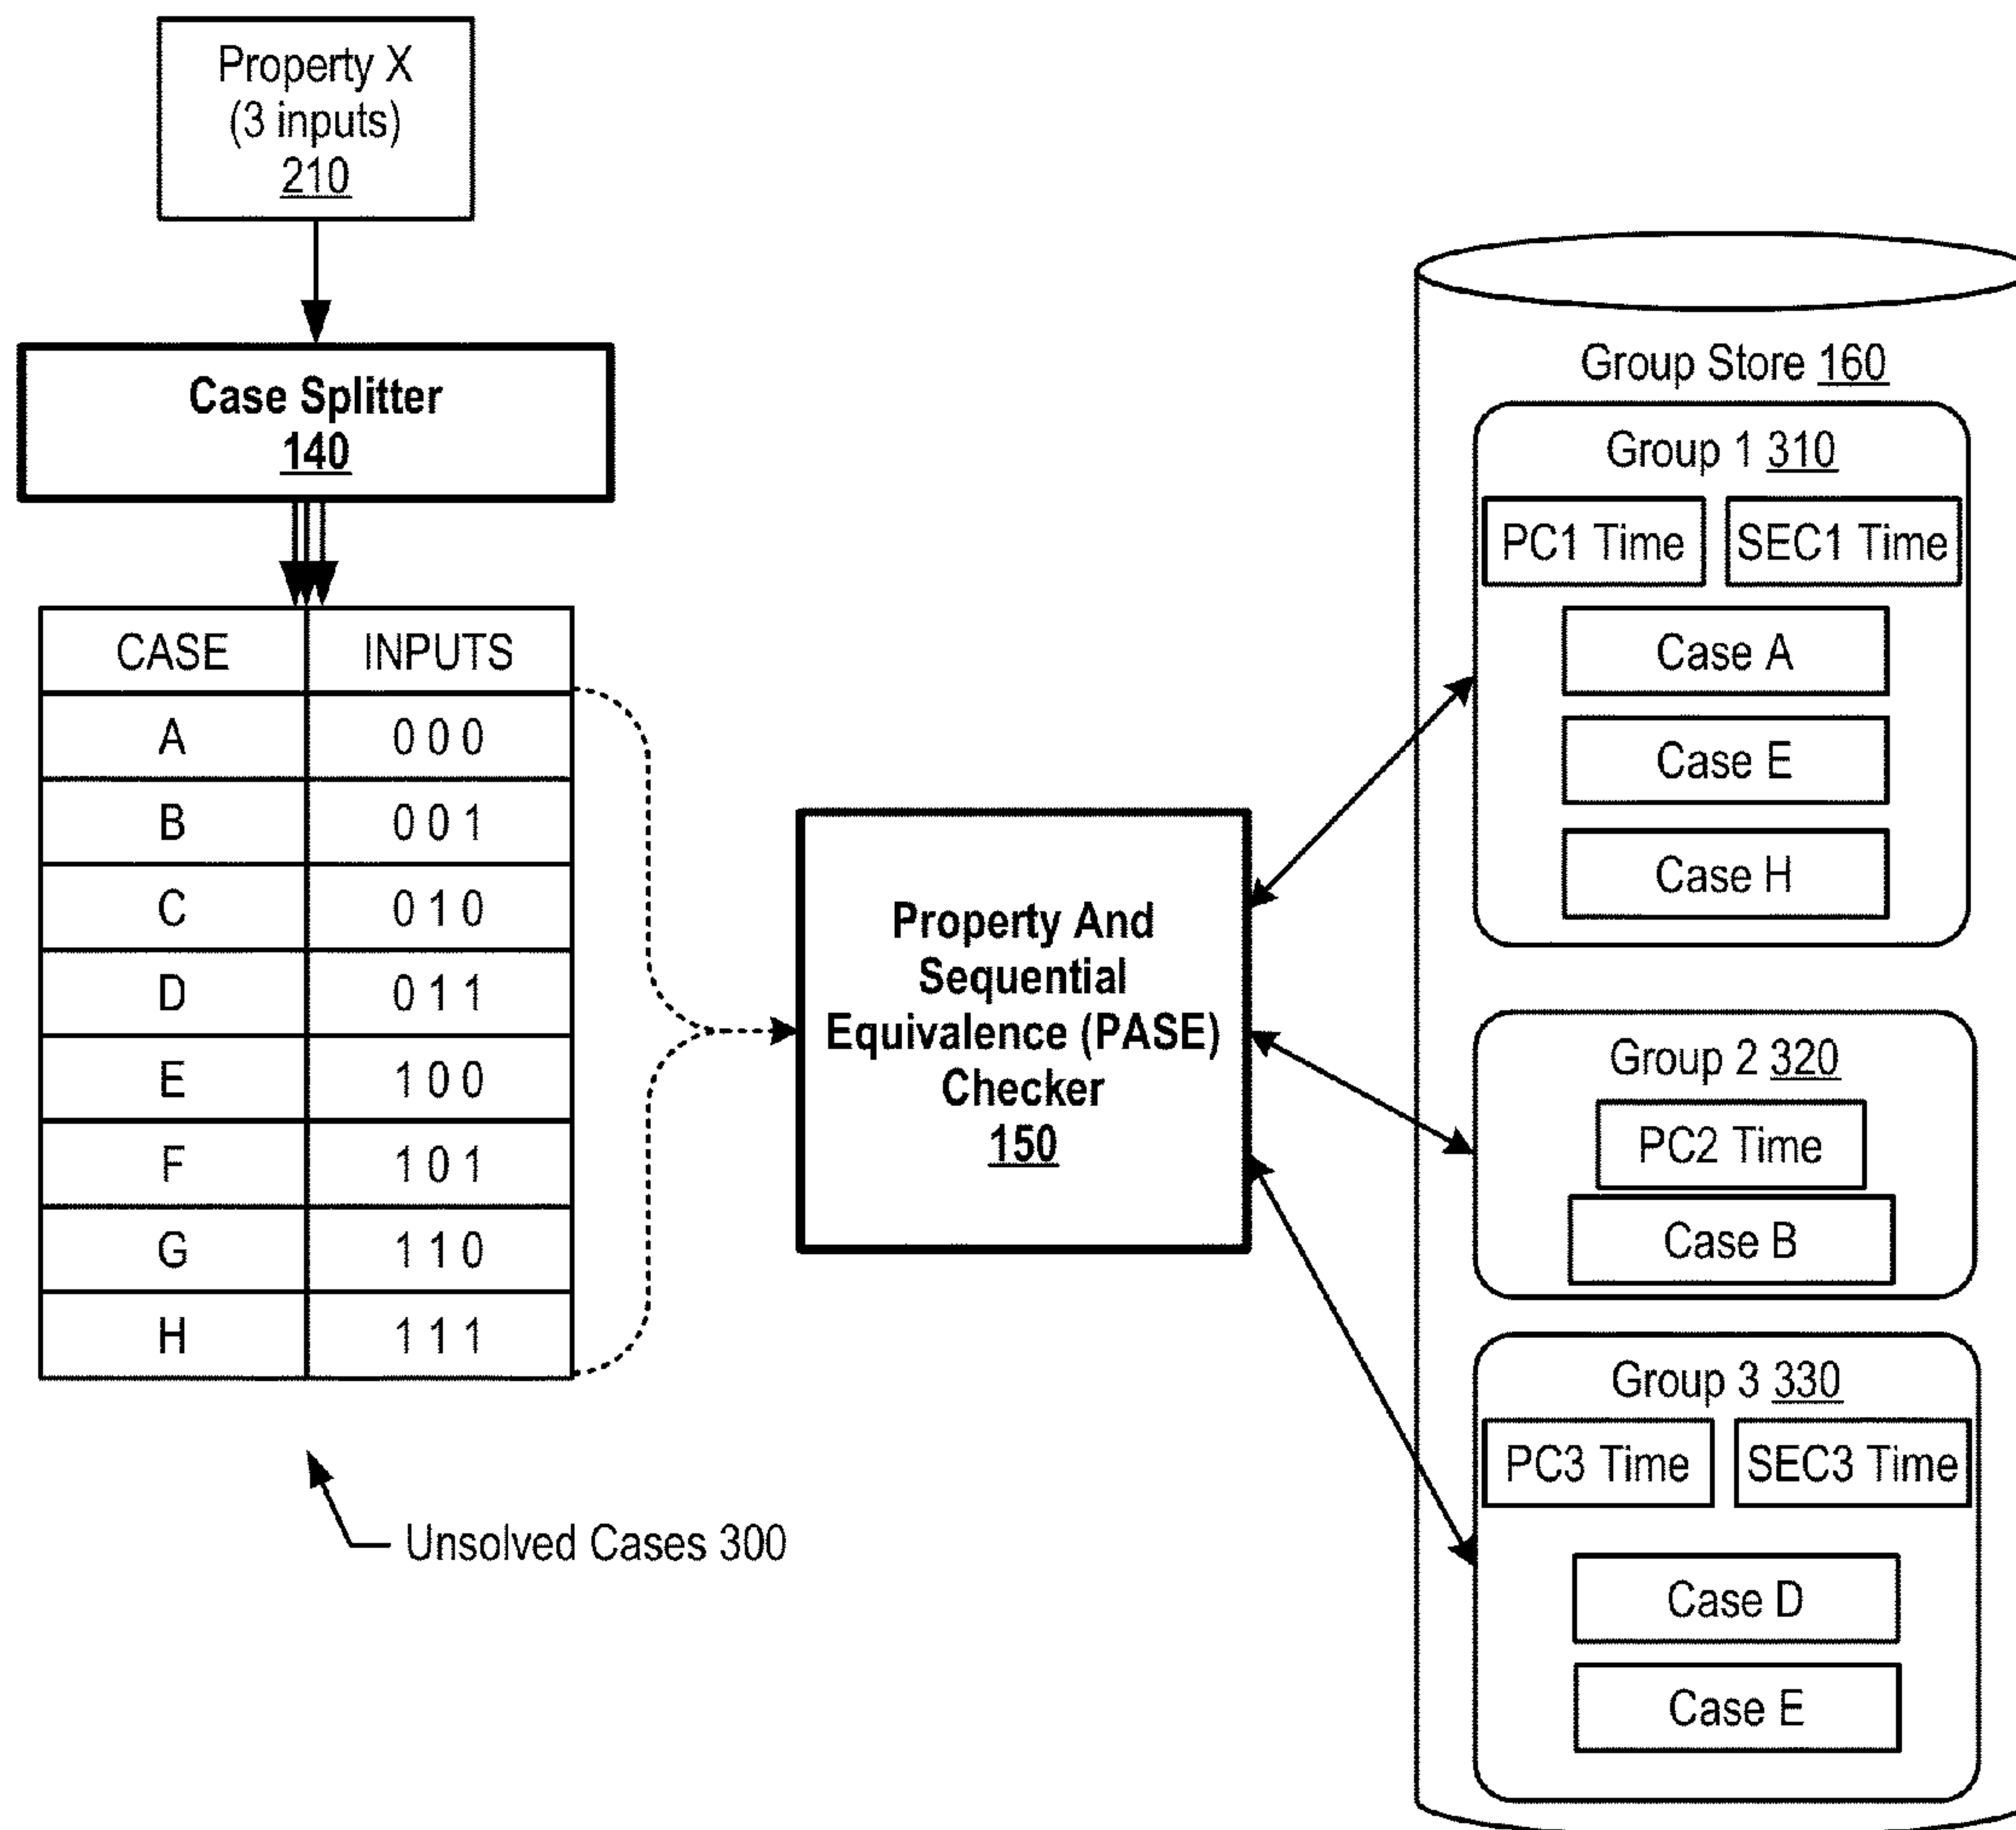 Property X
(3 inputs)
210
Case Splitter
140
CASE INPUTS
A 0 0 0
B 0 0 1
C 0 1 0
D 0 1 1
E 1 0 0
F 1 0 1
G 1 1 0
H 1 1 1
Unsolved Cases 300
Property And
Sequential
Equivalence (PASE)
Checker
150
Group Store 160
Group 1 310
PC1 Time SEC1 Time
Case A
Case E
Case H
Group 2 320
PC2 Time
Case B
Group 3 330
PC3 Time SEC3 Time
Case D
Case E